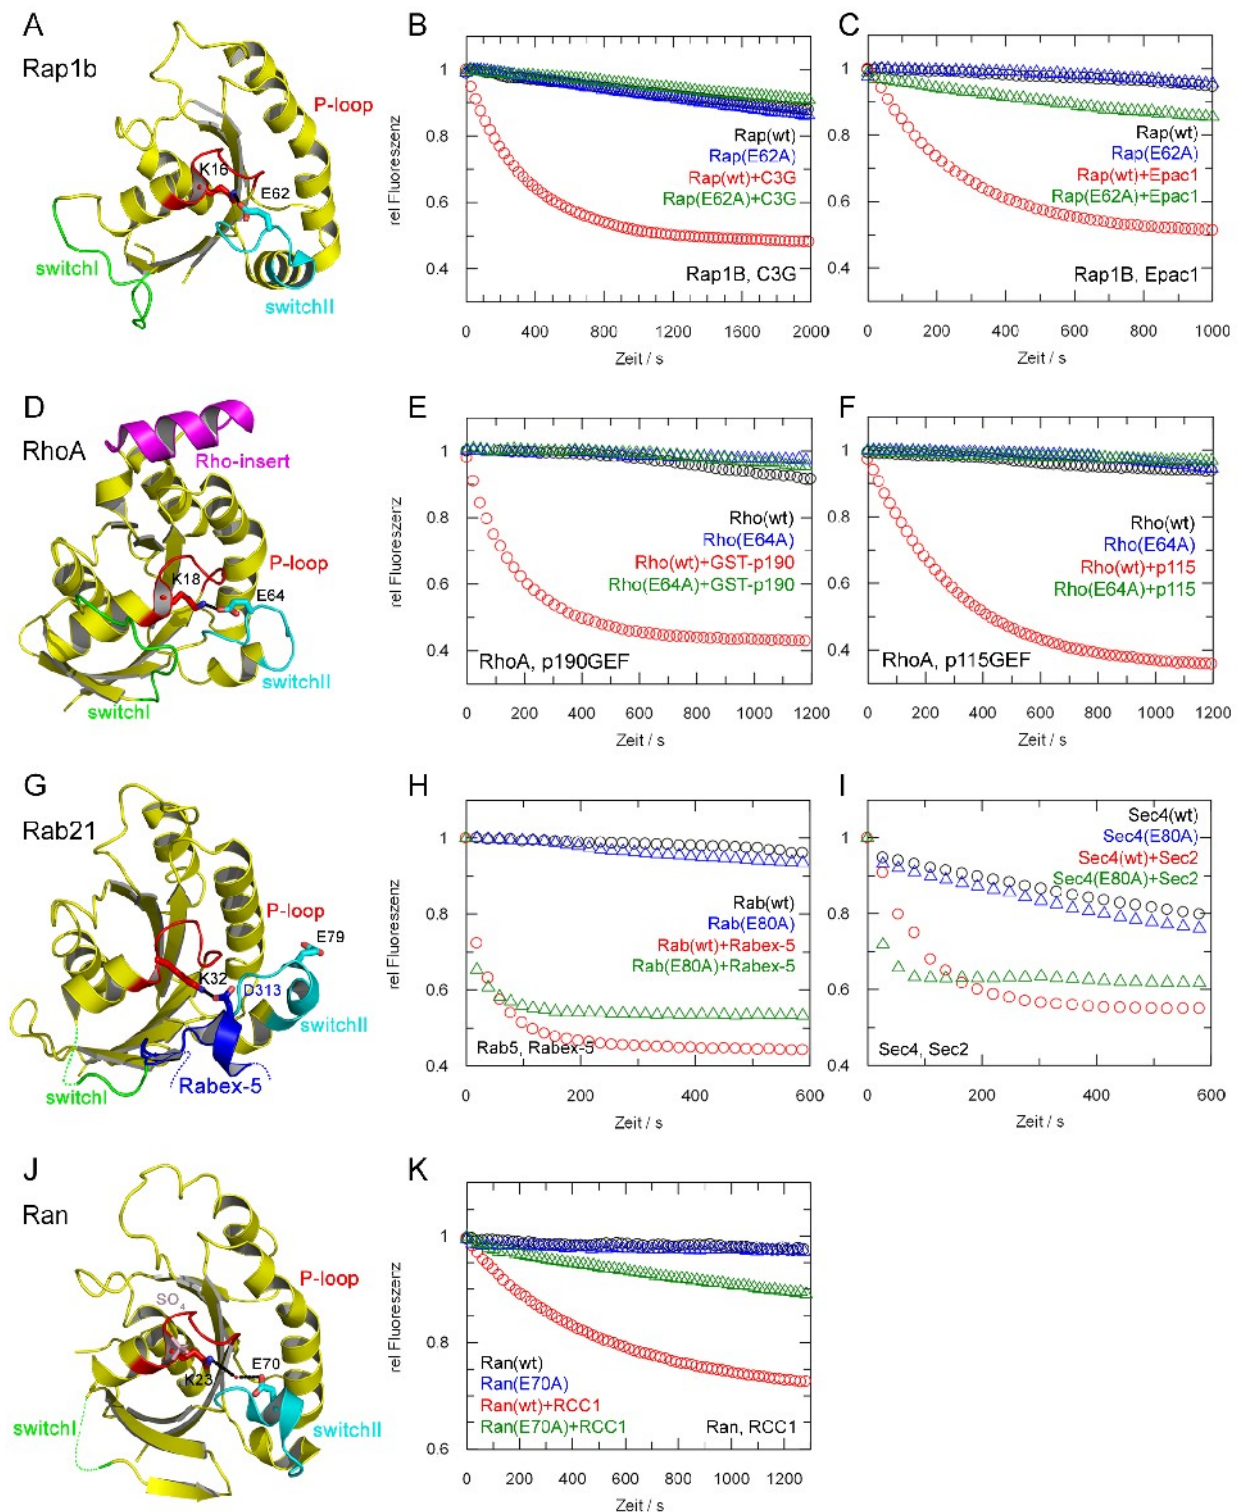 A
Rap1b
P-loop
K16
E62
switchI
switchII
B
rel Fluoreszenz
1
0.8
0.6
0.4
Rap(wt)
Rap(E62A)
Rap(wt)+C3G
Rap(E62A)+C3G
Rap1B, C3G
0 400 800 1200 1600 2000
Zeit / s
C
1
0.8
0.6
0.4
Rap(wt)
Rap(E62A)
Rap(wt)+Epac1
Rap(E62A)+Epac1
Rap1B, Epac1
0 200 400 600 800 1000
Zeit / s
D
RhoA
Rho-insert
P-loop
K18
E64
switchII
switchI
E
rel Fluoreszenz
1
0.8
0.6
0.4
Rho(wt)
Rho(E64A)
Rho(wt)+GST-p190
Rho(E64A)+GST-p190
RhoA, p190GEF
0 200 400 600 800 1000 1200
Zeit / s
F
1
0.8
0.6
0.4
Rho(wt)
Rho(E64A)
Rho(wt)+p115
Rho(E64A)+p115
RhoA, p115GEF
0 200 400 600 800 1000 1200
Zeit / s
G
Rab21
P-loop
E79
K32
D313
switchII
Rabex-5
switchI
H
rel Fluoreszenz
1
0.8
0.6
0.4
Rab(wt)
Rab(E80A)
Rab(wt)+Rabex-5
Rab(E80A)+Rabex-5
Rab5, Rabex-5
0 200 400 600
Zeit / s
I
1
0.8
0.6
0.4
Sec4(wt)
Sec4(E80A)
Sec4(wt)+Sec2
Sec4(E80A)+Sec2
Sec4, Sec2
0 200 400 600
Zeit / s
J
Ran
P-loop
SO4
E70
K23
switchI
switchII
K
rel Fluoreszenz
1
0.8
0.6
Ran(wt)
Ran(E70A)
Ran(wt)+RCC1
Ran(E70A)+RCC1
Ran, RCC1
0 400 800 1200
Zeit / s